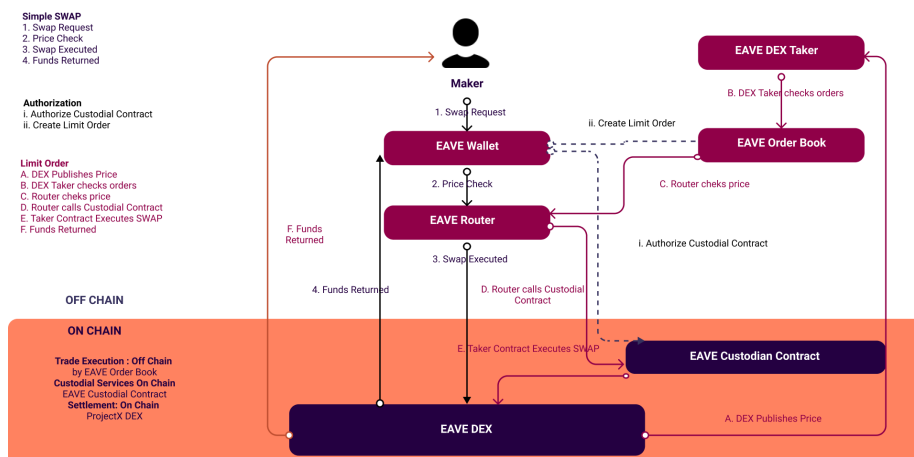 Simple SWAP
1. Swap Request
2. Price Check
3. Swap Executed
4. Funds Returned
Authorization
i. Authorize Custodial Contract
ii. Create Limit Order
Limit Order
A. DEX Publishes Price
B. DEX Taker checks orders
C. Router cheks price
D. Router calls Custodial Contract
E. Taker Contract Executes SWAP
F. Funds Returned
OFF CHAIN
ON CHAIN
Trade Execution : Off Chain
by EAVE Order Book
Custodial Services On Chain
EAVE Custodial Contract
Settlement: On Chain
ProjectX DEX
Maker
1. Swap Request
EAVE Wallet
2. Price Check
EAVE Router
3. Swap Executed
4. Funds Returned
F. Funds
Returned
D. Router calls Custodial
Contract
E. Taker Contract Executes SWAP
EAVE DEX
EAVE DEX Taker
B. DEX Taker checks orders
ii. Create Limit Order
EAVE Order Book
C. Router cheks price
i. Authorize Custodial Contract
EAVE Custodian Contract
A. DEX Publishes Price